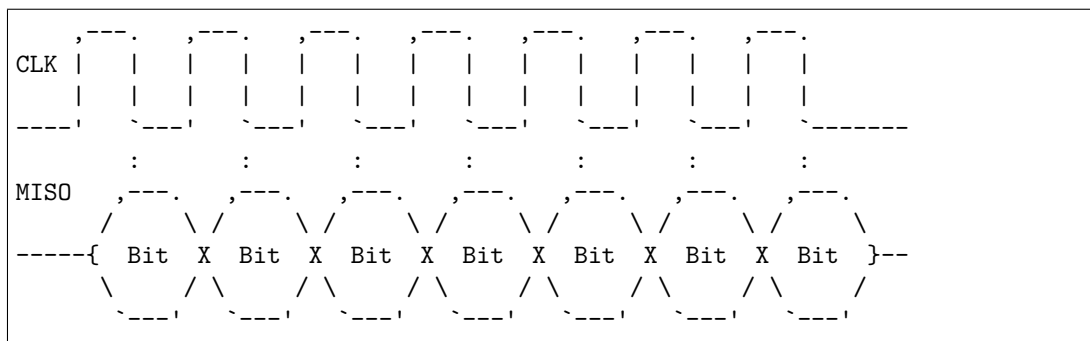 ,---.   ,---.   ,---.   ,---.   ,---.   ,---.   ,---.
CLK |   |   |   |   |   |   |   |   |   |   |   |   |   |
    |   |   |   |   |   |   |   |   |   |   |   |   |   |
----'   `---'   `---'   `---'   `---'   `---'   `---'   `-------
        :       :       :       :       :       :       :
MISO   ,---.   ,---.   ,---.   ,---.   ,---.   ,---.   ,---.
      /     \ /     \ /     \ /     \ /     \ /     \ /     \
-----{  Bit  X  Bit  X  Bit  X  Bit  X  Bit  X  Bit  X  Bit  }--
      \     / \     / \     / \     / \     / \     / \     /
       `---'   `---'   `---'   `---'   `---'   `---'   `---'